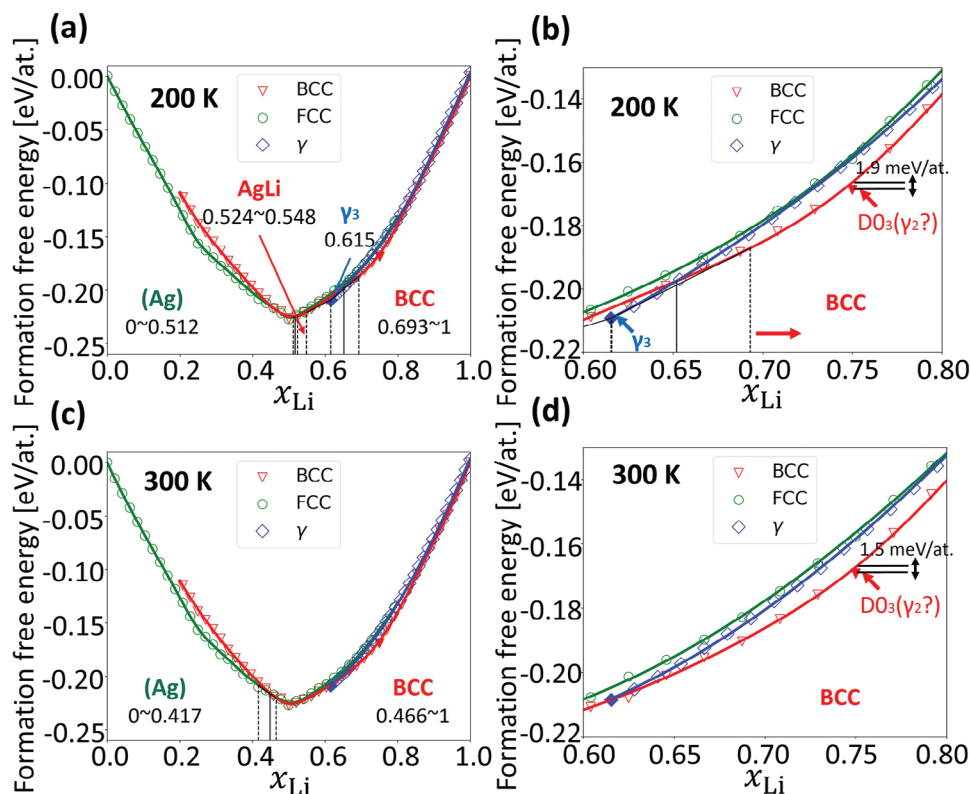 (a)
Formation free energy [eV/at.]
0.00
-0.05
-0.10
-0.15
-0.20
-0.25
200 K
BCC
FCC
γ
AgLi
0.524~0.548
γ3
0.615
(Ag)
0~0.512
BCC
0.693~1
0.0 0.2 0.4 0.6 0.8 1.0
xLi
(b)
Formation free energy [eV/at.]
-0.14
-0.16
-0.18
-0.20
-0.22
200 K
BCC
FCC
γ
1.9 meV/at.
D03(γ2?)
BCC
γ3
0.60 0.65 0.70 0.75 0.80
xLi
(c)
Formation free energy [eV/at.]
0.00
-0.05
-0.10
-0.15
-0.20
-0.25
300 K
BCC
FCC
γ
(Ag)
0~0.417
BCC
0.466~1
0.0 0.2 0.4 0.6 0.8 1.0
xLi
(d)
Formation free energy [eV/at.]
-0.14
-0.16
-0.18
-0.20
-0.22
300 K
BCC
FCC
γ
1.5 meV/at.
D03(γ2?)
BCC
0.60 0.65 0.70 0.75 0.80
xLi